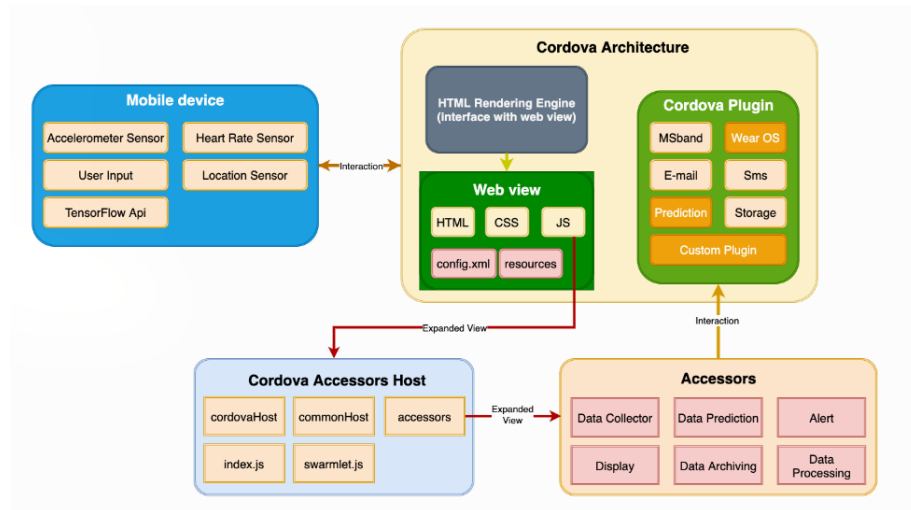 Cordova Architecture
Mobile device
Accelerometer Sensor
Heart Rate Sensor
User Input
Location Sensor
TensorFlow Api
Interaction
HTML Rendering Engine
(interface with web view)
Web view
HTML
CSS
JS
config.xml
resources
Cordova Plugin
MSband
Wear OS
E-mail
Sms
Prediction
Storage
Custom Plugin
Interaction
Expanded View
Cordova Accessors Host
cordovaHost
commonHost
accessors
index.js
swarmlet.js
Expanded
View
Accessors
Data Collector
Data Prediction
Alert
Display
Data Archiving
Data
Processing